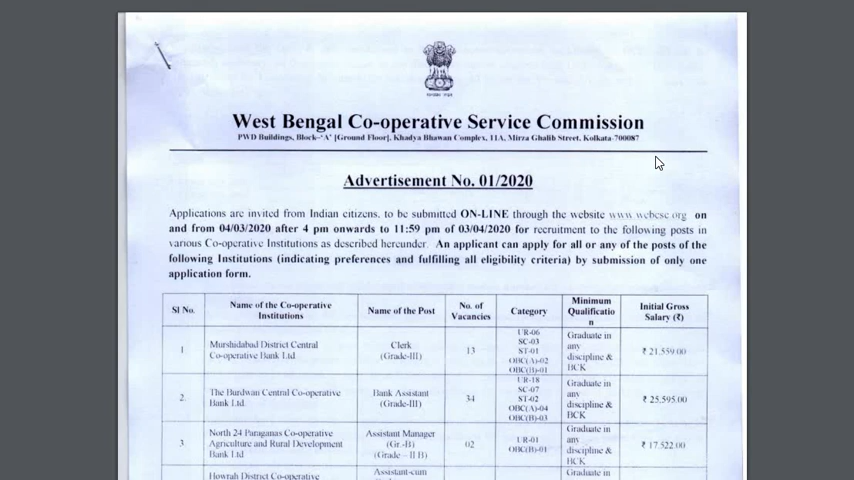 West Bengal Co-operative Service Commission
PWD Buildings, Block-'A' [Ground Floor], Khadya Bhawan Complex, 11A, Mirza Ghalib Street, Kolkata-700087
Advertisement No. 01/2020
Applications are invited from Indian citizens, to be submitted ON-LINE through the website www.webcsc.org on
and from 04/03/2020 after 4 pm onwards to 11:59 pm of 03/04/2020 for recruitment to the following posts in
various Co-operative Institutions as described hereunder. An applicant can apply for all or any of the posts of the
following Institutions (indicating preferences and fulfilling all eligibility criteria) by submission of only one
application form.
Sl No.
Name of the Co-operative
Institutions
Name of the Post
No. of
Vacancies
Category
Minimum
Qualificatio
n
Initial Gross
Salary (₹)
1
Murshidabad District Central
Co-operative Bank Ltd.
Clerk
(Grade-III)
13
UR-06
SC-03
ST-01
OBC(A)-02
OBC(B)-01
Graduate in
any
discipline &
BCK
₹ 21,559.00
2
The Burdwan Central Co-operative
Bank Ltd.
Bank Assistant
(Grade-III)
34
UR-18
SC-07
ST-02
OBC(A)-04
OBC(B)-03
Graduate in
any
discipline &
BCK
₹ 25,595.00
3
North 24 Paraganas Co-operative
Agriculture and Rural Development
Bank Ltd
Assistant Manager
(Gr.-B)
(Grade – II B)
02
UR-01
OBC(B)-01
Graduate in
any
discipline &
BCK
₹ 17,522.00
Howrah District Co-operative
Assistant-cum
Graduate in